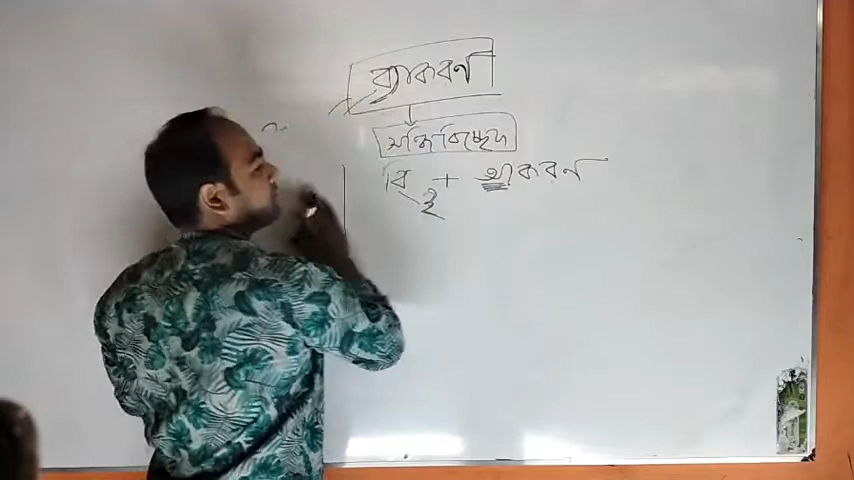 ব্যাকরণ
সন্ধিবিচ্ছেদ
বি + আকরণ
ই